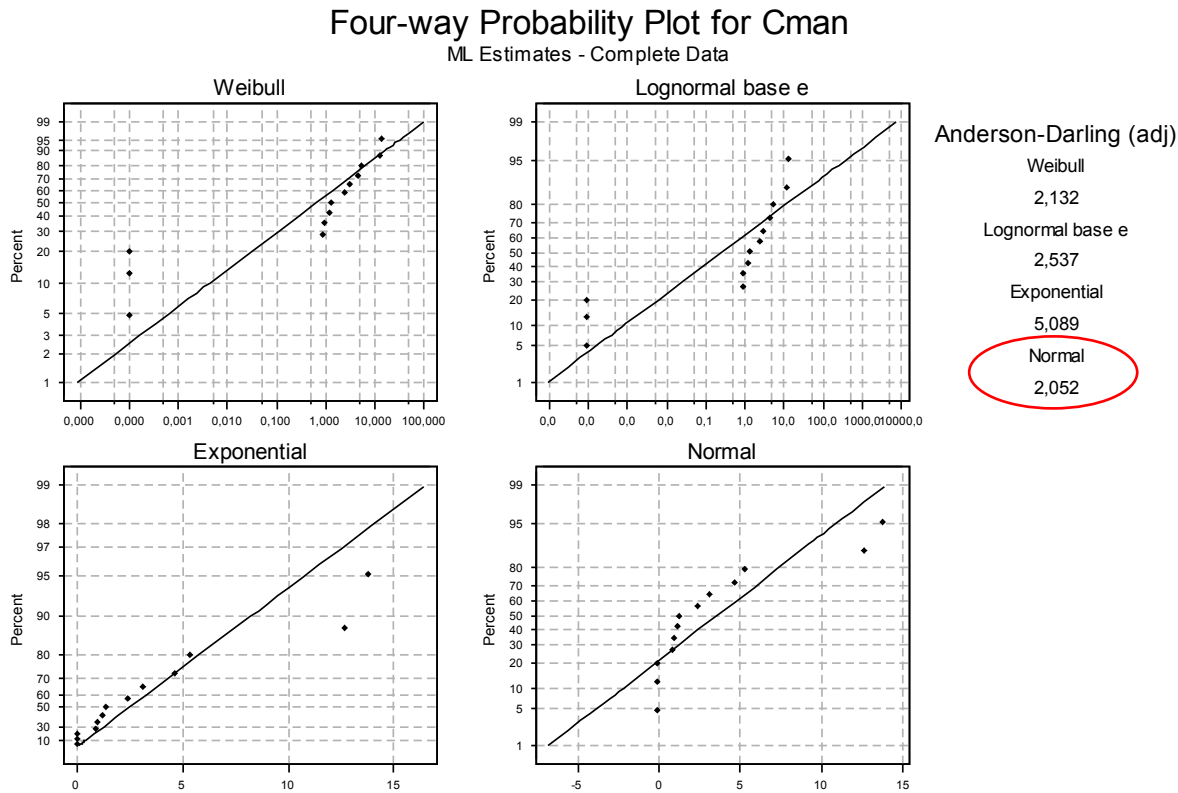 Four-way Probability Plot for Cman
ML Estimates - Complete Data
Weibull
Percent
99
95
90
80
70
60
50
40
30
20
10
5
3
2
1
0,000 0,000 0,001 0,010 0,100 1,000 10,000 100,000
Lognormal base e
Percent
99
95
80
70
60
50
40
30
20
10
5
1
0,0 0,0 0,0 0,0 0,1 1,0 10,0 100,0 1000,0 10000,0
Exponential
Percent
99
98
97
95
90
80
70
60
50
30
10
0 5 10 15
Normal
Percent
99
95
80
70
60
50
40
30
20
10
5
1
-5 0 5 10 15
Anderson-Darling (adj)
Weibull
2,132
Lognormal base e
2,537
Exponential
5,089
Normal
2,052